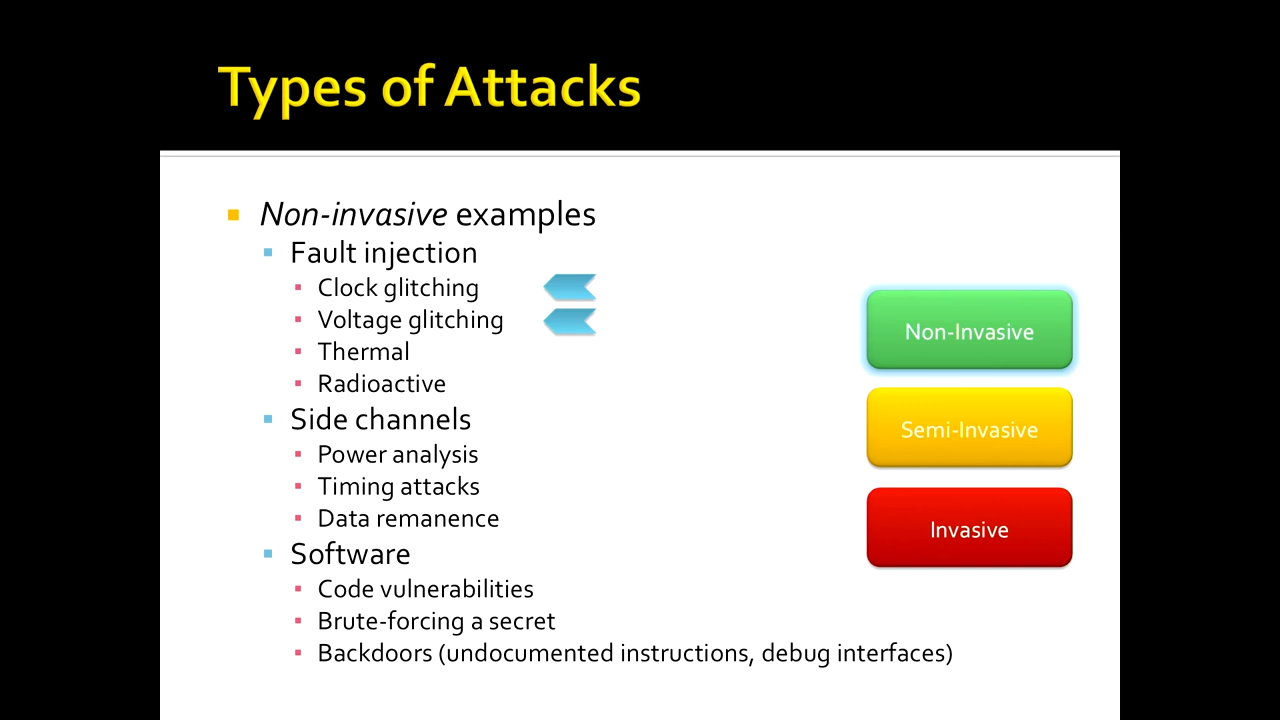 Types of Attacks
Non-invasive examples
Fault injection
Clock glitching
Voltage glitching
Thermal
Radioactive
Side channels
Power analysis
Timing attacks
Data remanence
Software
Code vulnerabilities
Brute-forcing a secret
Backdoors (undocumented instructions, debug interfaces)
Non-Invasive
Semi-Invasive
Invasive